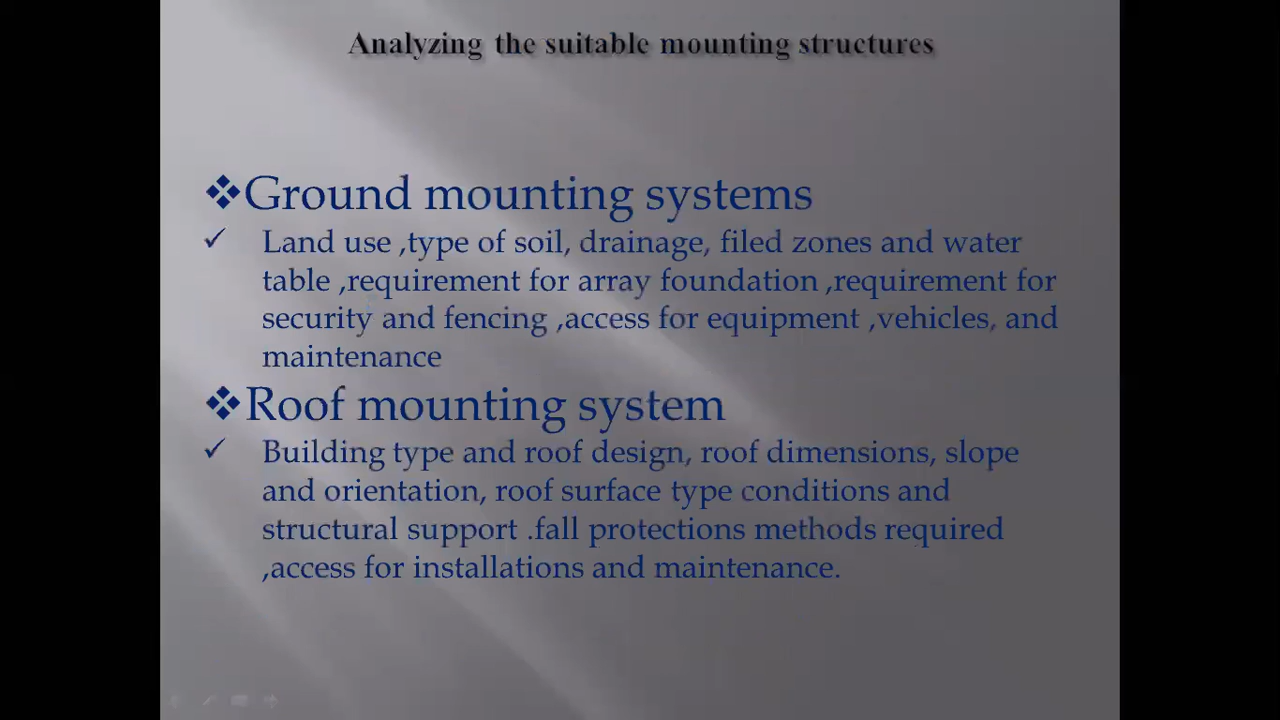 Analyzing the suitable mounting structures
❖Ground mounting systems
✓ Land use ,type of soil, drainage, filed zones and water
table ,requirement for array foundation ,requirement for
security and fencing ,access for equipment ,vehicles, and
maintenance
❖Roof mounting system
✓ Building type and roof design, roof dimensions, slope
and orientation, roof surface type conditions and
structural support .fall protections methods required
,access for installations and maintenance.